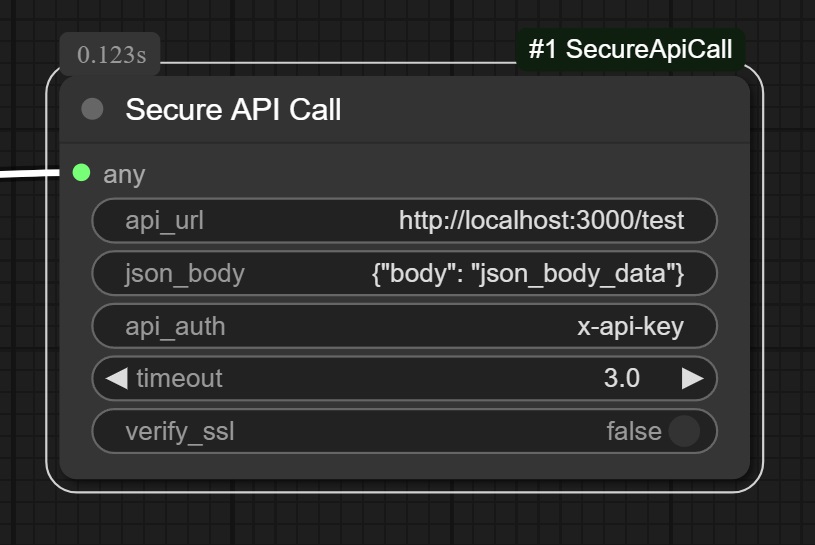 0.123s
#1 SecureApiCall
Secure API Call
any
api_url http://localhost:3000/test
json_body {"body": "json_body_data"}
api_auth x-api-key
timeout 3.0
verify_ssl false